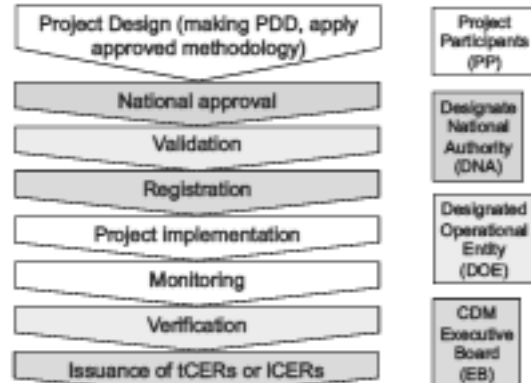 Project Design (making PDD, apply
approved methodology)
National approval
Validation
Registration
Project implementation
Monitoring
Verification
Issuance of tCERs or lCERs
Project
Participants
(PP)
Designate
National
Authority
(DNA)
Designated
Operational
Entity
(DOE)
CDM
Executive
Board
(EB)